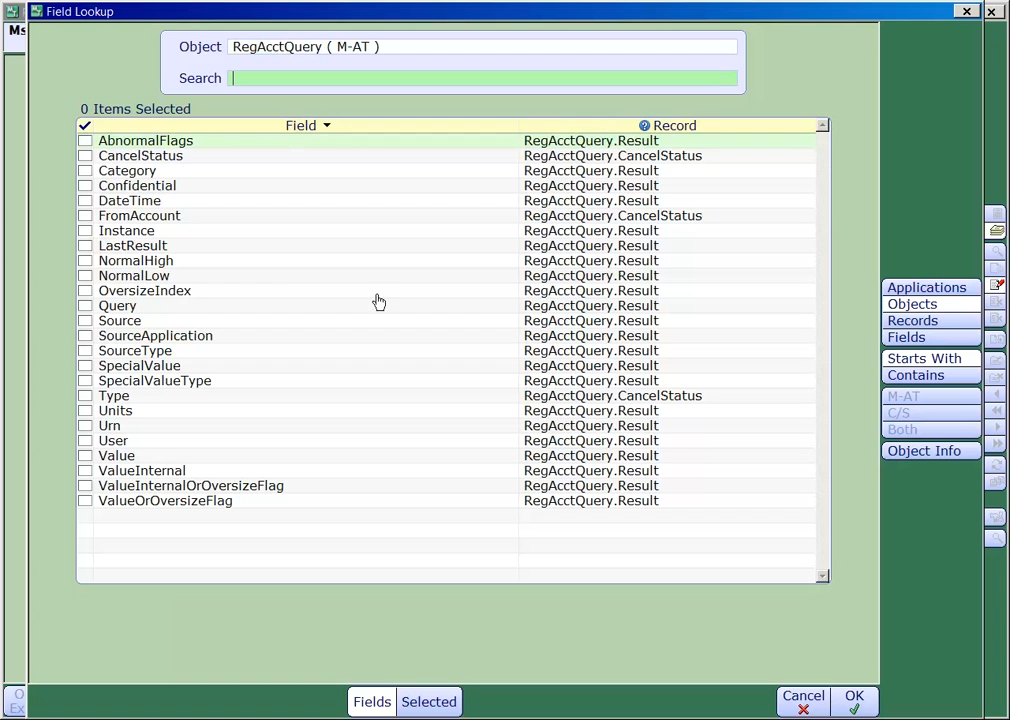 Field Lookup
Ms
Object RegAcctQuery ( M-AT )
Search
0 Items Selected
Field Record
AbnormalFlags RegAcctQuery.Result
CancelStatus RegAcctQuery.CancelStatus
Category RegAcctQuery.Result
Confidential RegAcctQuery.Result
DateTime RegAcctQuery.Result
FromAccount RegAcctQuery.CancelStatus
Instance RegAcctQuery.Result
LastResult RegAcctQuery.Result
NormalHigh RegAcctQuery.Result
NormalLow RegAcctQuery.Result
OversizeIndex RegAcctQuery.Result
Query RegAcctQuery.Result
Source RegAcctQuery.Result
SourceApplication RegAcctQuery.Result
SourceType RegAcctQuery.Result
SpecialValue RegAcctQuery.Result
SpecialValueType RegAcctQuery.Result
Type RegAcctQuery.CancelStatus
Units RegAcctQuery.Result
Urn RegAcctQuery.Result
User RegAcctQuery.Result
Value RegAcctQuery.Result
ValueInternal RegAcctQuery.Result
ValueInternalOrOversizeFlag RegAcctQuery.Result
ValueOrOversizeFlag RegAcctQuery.Result
Applications
Objects
Records
Fields
Starts With
Contains
M-AT
C/S
Both
Object Info
O
Ex
Fields Selected
Cancel OK